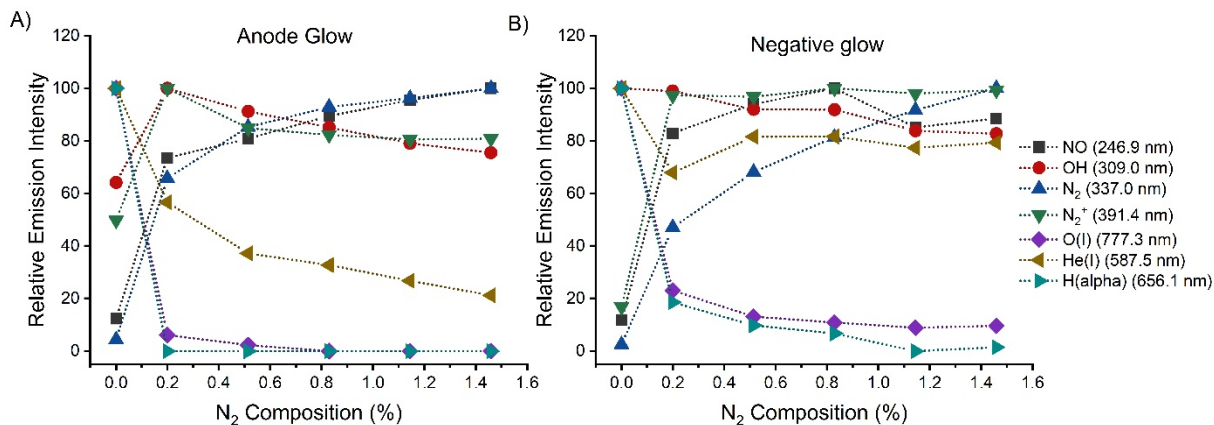 A)
Anode Glow
Relative Emission Intensity
120
100
80
60
40
20
0
0.0 0.2 0.4 0.6 0.8 1.0 1.2 1.4 1.6
N₂ Composition (%)
B)
Negative glow
Relative Emission Intensity
120
100
80
60
40
20
0
0.0 0.2 0.4 0.6 0.8 1.0 1.2 1.4 1.6
N₂ Composition (%)
NO (246.9 nm)
OH (309.0 nm)
N₂ (337.0 nm)
N₂⁺ (391.4 nm)
O(I) (777.3 nm)
He(I) (587.5 nm)
H(alpha) (656.1 nm)